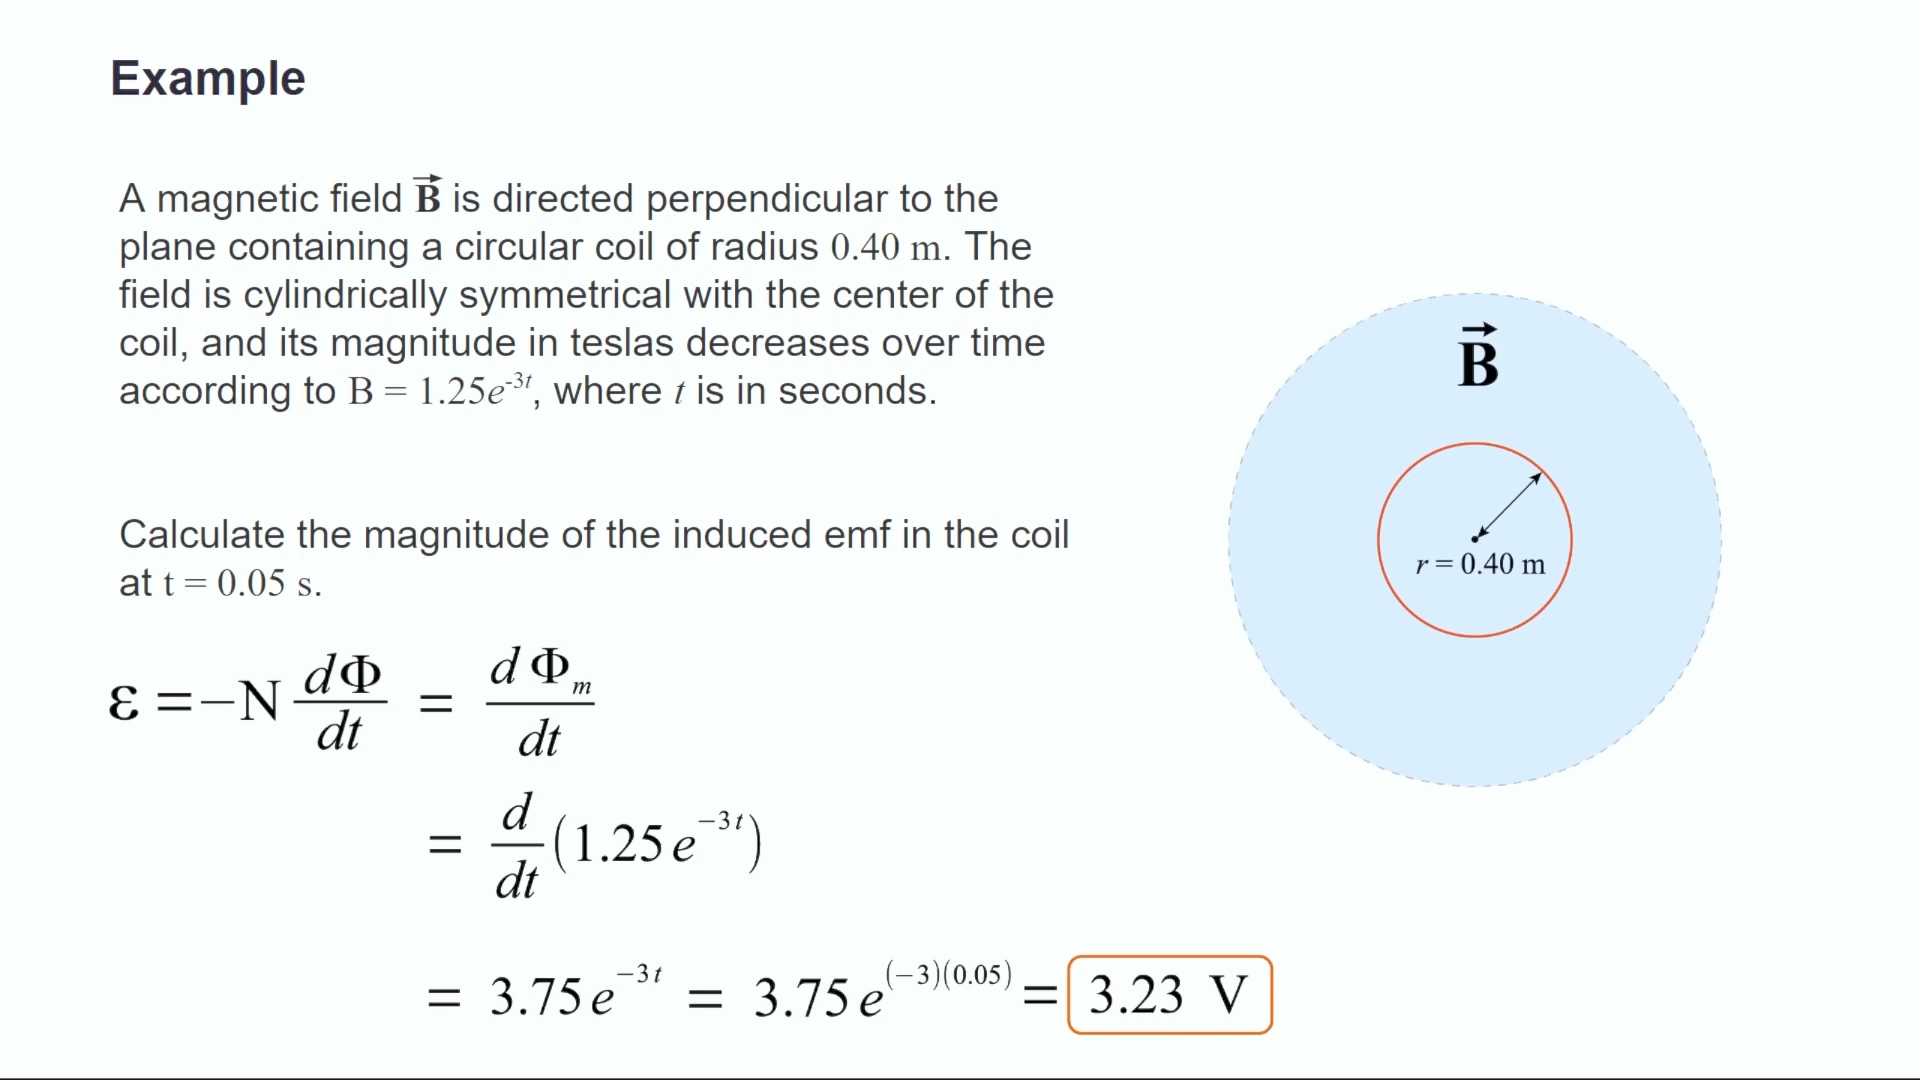 Example
A magnetic field B⃗ is directed perpendicular to the
plane containing a circular coil of radius 0.40 m. The
field is cylindrically symmetrical with the center of the
coil, and its magnitude in teslas decreases over time
according to B = 1.25e^-3t, where t is in seconds.
Calculate the magnitude of the induced emf in the coil
at t = 0.05 s.
ε = −N dΦ/dt = dΦ_m/dt
= d/dt (1.25 e^−3t)
= 3.75 e^−3t = 3.75 e^(−3)(0.05) = 3.23 V
B⃗
r = 0.40 m